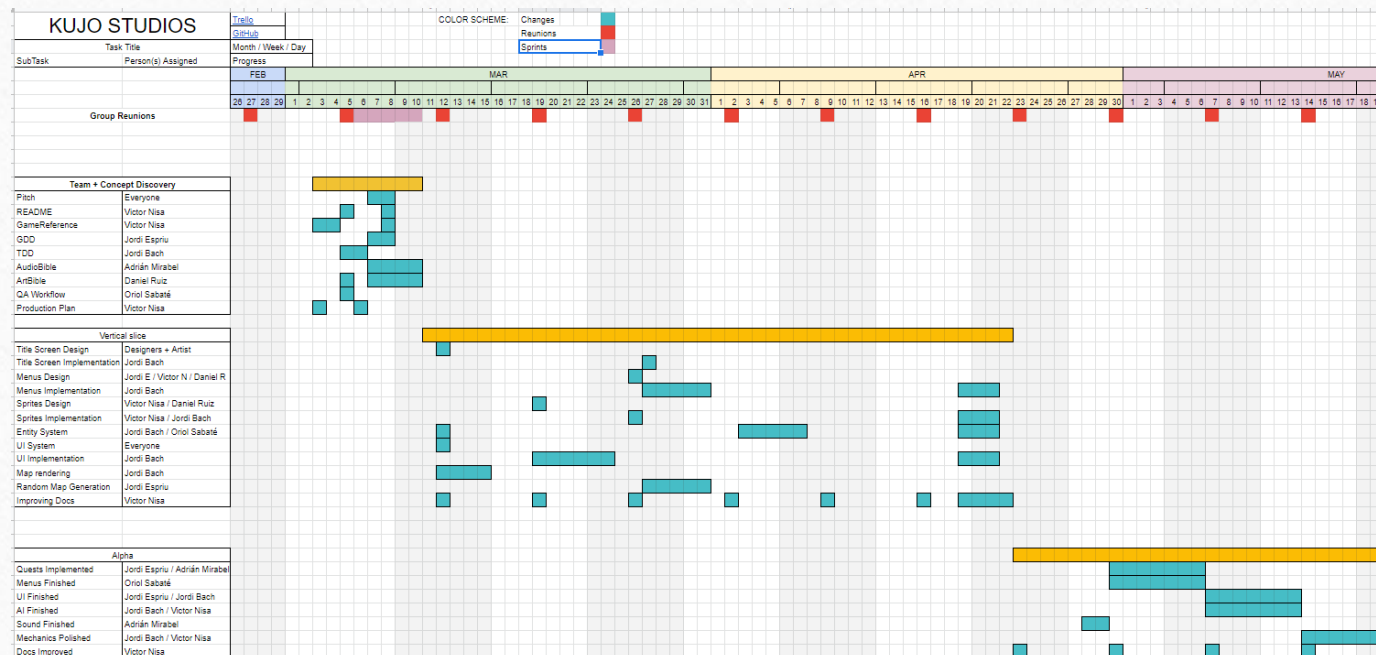 KUJO STUDIOS Trello COLOR SCHEME: Changes
GitHub Reunions
Task Title Month / Week / Day Sprints
SubTask Person(s) Assigned Progress
FEB MAR APR MAY
26 27 28 29 1 2 3 4 5 6 7 8 9 10 11 12 13 14 15 16 17 18 19 20 21 22 23 24 25 26 27 28 29 30 31 1 2 3 4 5 6 7 8 9 10 11 12 13 14 15 16 17 18 19 20 21 22 23 24 25 26 27 28 29 30 1 2 3 4 5 6 7 8 9 10 11 12 13 14 15 16 17 18
Group Reunions
Team + Concept Discovery
Pitch Everyone
README Victor Nisa
GameReference Victor Nisa
GDD Jordi Espriu
TDD Jordi Bach
AudioBible Adrián Mirabel
ArtBible Daniel Ruiz
QA Workflow Oriol Sabaté
Production Plan Victor Nisa
Vertical slice
Title Screen Design Designers + Artist
Title Screen Implementation Jordi Bach
Menus Design Jordi E / Victor N / Daniel R
Menus Implementation Jordi Bach
Sprites Design Victor Nisa / Daniel Ruiz
Sprites Implementation Victor Nisa / Jordi Bach
Entity System Jordi Bach / Oriol Sabaté
UI System Everyone
UI Implementation Jordi Bach
Map rendering Jordi Bach
Random Map Generation Jordi Espriu
Improving Docs Victor Nisa
Alpha
Quests Implemented Jordi Espriu / Adrián Mirabel
Menus Finished Oriol Sabaté
UI Finished Jordi Espriu / Jordi Bach
AI Finished Jordi Bach / Victor Nisa
Sound Finished Adrián Mirabel
Mechanics Polished Jordi Bach / Victor Nisa
Docs Improved Victor Nisa